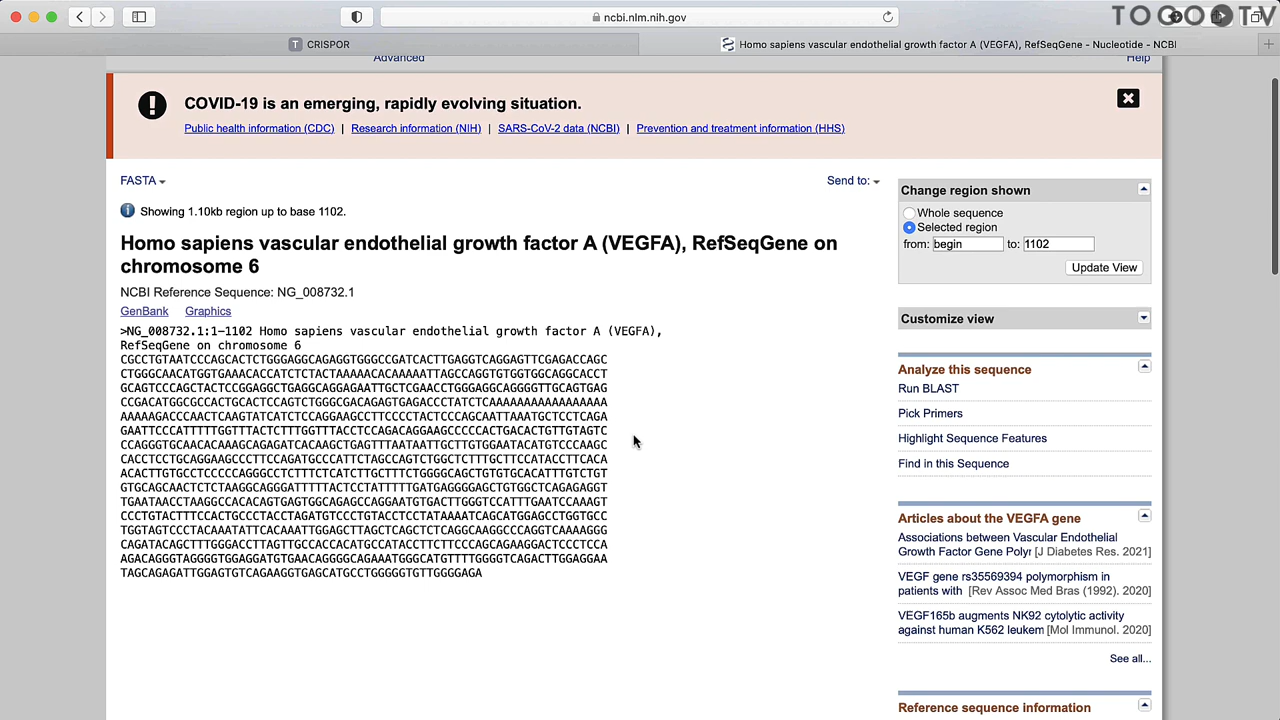 ncbi.nlm.nih.gov
TOGO TV
T CRISPOR
Homo sapiens vascular endothelial growth factor A (VEGFA), RefSeqGene - Nucleotide - NCBI
Advanced
Help
COVID-19 is an emerging, rapidly evolving situation.
Public health information (CDC) | Research information (NIH) | SARS-CoV-2 data (NCBI) | Prevention and treatment information (HHS)
FASTA
Send to:
Showing 1.10kb region up to base 1102.
Homo sapiens vascular endothelial growth factor A (VEGFA), RefSeqGene on
chromosome 6
NCBI Reference Sequence: NG_008732.1
GenBank Graphics
>NG_008732.1:1-1102 Homo sapiens vascular endothelial growth factor A (VEGFA),
RefSeqGene on chromosome 6
CGCCTGTAATCCCAGCACTCTGGGAGGCAGAGGTGGGCCGATCACTTGAGGTCAGGAGTTCGAGACCAGC
CTGGGCAACATGGTGAAACACCATCTCTACTAAAAACACAAAAATTAGCCAGGTGTGGTGGCAGGCACCT
GCAGTCCCAGCTACTCGGGAGGTCGAGGCAGGAGAATTGCTCGAACCTGGGAGGCAGGGGTTGCAGTGAG
CCGACATGGCGATACTGCACTCCAGTCTGGGCGACAGAGTGAGACCCTATCTCAAAAAAAAAAAAAAAAA
AAAAAGACCCAACTCAAGTATCATCTCCAGGAAGCCTTCCCCTACTCCCAGCAATTAAATGCTCCTCAGA
GAATTCCCATTTTTGGTTTACTCTTTGGTTTACCTCCAGACAGGAAGCCCCCACTGACACTGTTGTAGTC
CCAGGGTGCAACACAAAGCAGAGATCACAAGCTGAGTTTAATAATTGCTTGTGGAATACATGTCCCAAGC
CACCTCCTGCAGGAAGCCCTTCCAGATGCCCATTCTAGCCAGTCTGGCTCTTTGCTTCCATACCTTCACA
ACACTTGTGCCTCCCCCAGGGCCTCTTTCTCATCTTGCTTTCTGGGGCAGCTGTGTGCACATTTGTCTGT
GTGCAGCAACTCTCTAAGGCAGGGATTTTTACTCCTATTTTTGATGAGGGGAGCTGTGGCTCAGAGAGGT
TGAATAACCTAAGGCCACACAGTGAGTGGCAGAGCCAGGAATGTGACTTGGGTCCATTTGAATCCAAAGT
CCCTGTACTTTCCACTGCCCTACCTAGATGTCCCTGTACCTCCTATAAAATCAGCATGGAGCCTGGTGCC
TGGTAGTCCCTACAAATATTCACAAATTGGAGCTTAGCTCAGCTCTCAGGCAAGGCCCAGGTCAAAAGGG
CAGATACAGCTTTGGGACCTTAGTTGCCACCACATGCCATACCTTCTTCCCAGCAGAAGGACTCCCTCCA
AGACAGGGTAGGGGTGGAGGATGTGAACAGGGGCAGAAATGGGCATGTTTTGGGGTCAGACTTGGAGGAA
TAGCAGAGATTGGAGTGTCAGAAGGTGAGCATGCCTGGGGGTGTTGGGGAGA
Change region shown
Whole sequence
Selected region
from: begin to: 1102
Update View
Customize view
Analyze this sequence
Run BLAST
Pick Primers
Highlight Sequence Features
Find in this Sequence
Articles about the VEGFA gene
Associations between Vascular Endothelial
Growth Factor Gene Polyr [J Diabetes Res. 2021]
VEGF gene rs35569394 polymorphism in
patients with [Rev Assoc Med Bras (1992). 2020]
VEGF165b augments NK92 cytolytic activity
against human K562 leukem [Mol Immunol. 2020]
See all...
Reference sequence information